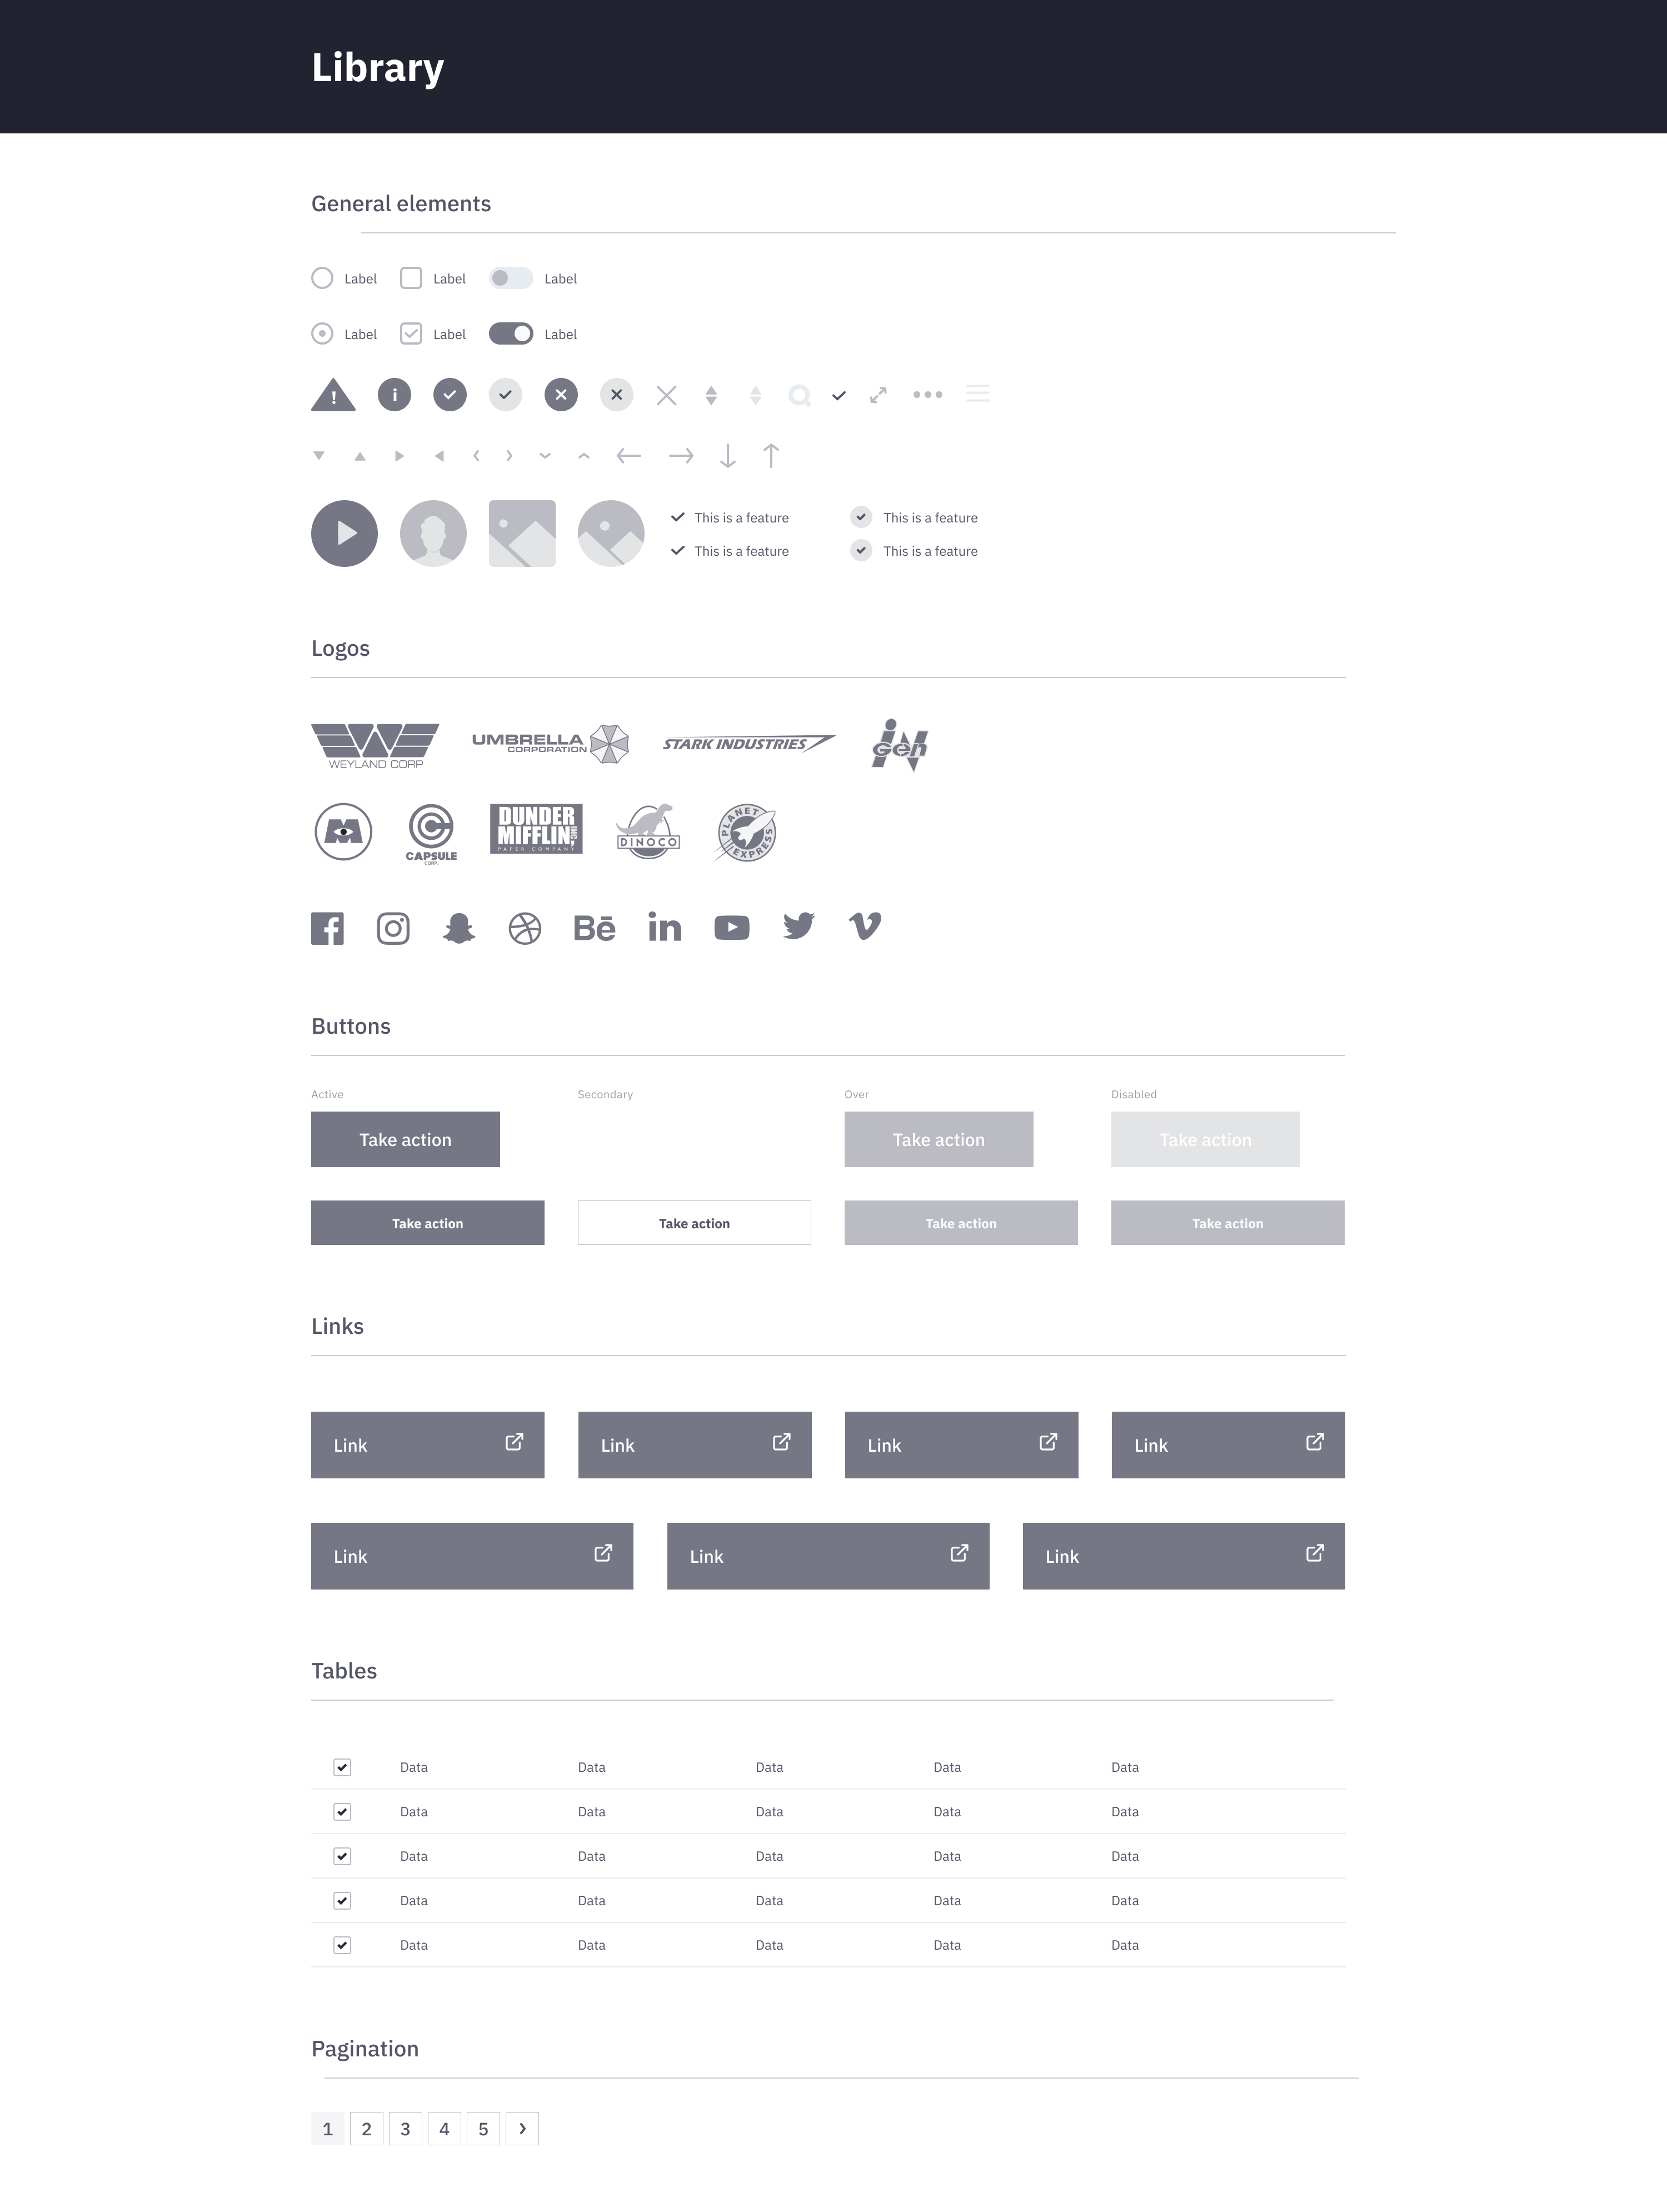 Library
General elements
Label Label Label
Label Label Label
This is a feature This is a feature
This is a feature This is a feature
Logos
WEYLAND CORP
UMBRELLA
CORPORATION
STARK INDUSTRIES
inGen
M
CAPSULE
CORP.
DUNDER
MIFFLIN, INC
PAPER COMPANY
DINOCO
PLANET
EXPRESS
f Bē in
Buttons
Active Secondary Over Disabled
Take action Take action Take action
Take action Take action Take action Take action
Links
Link Link Link Link
Link Link Link
Tables
Data Data Data Data Data
Data Data Data Data Data
Data Data Data Data Data
Data Data Data Data Data
Data Data Data Data Data
Pagination
1 2 3 4 5